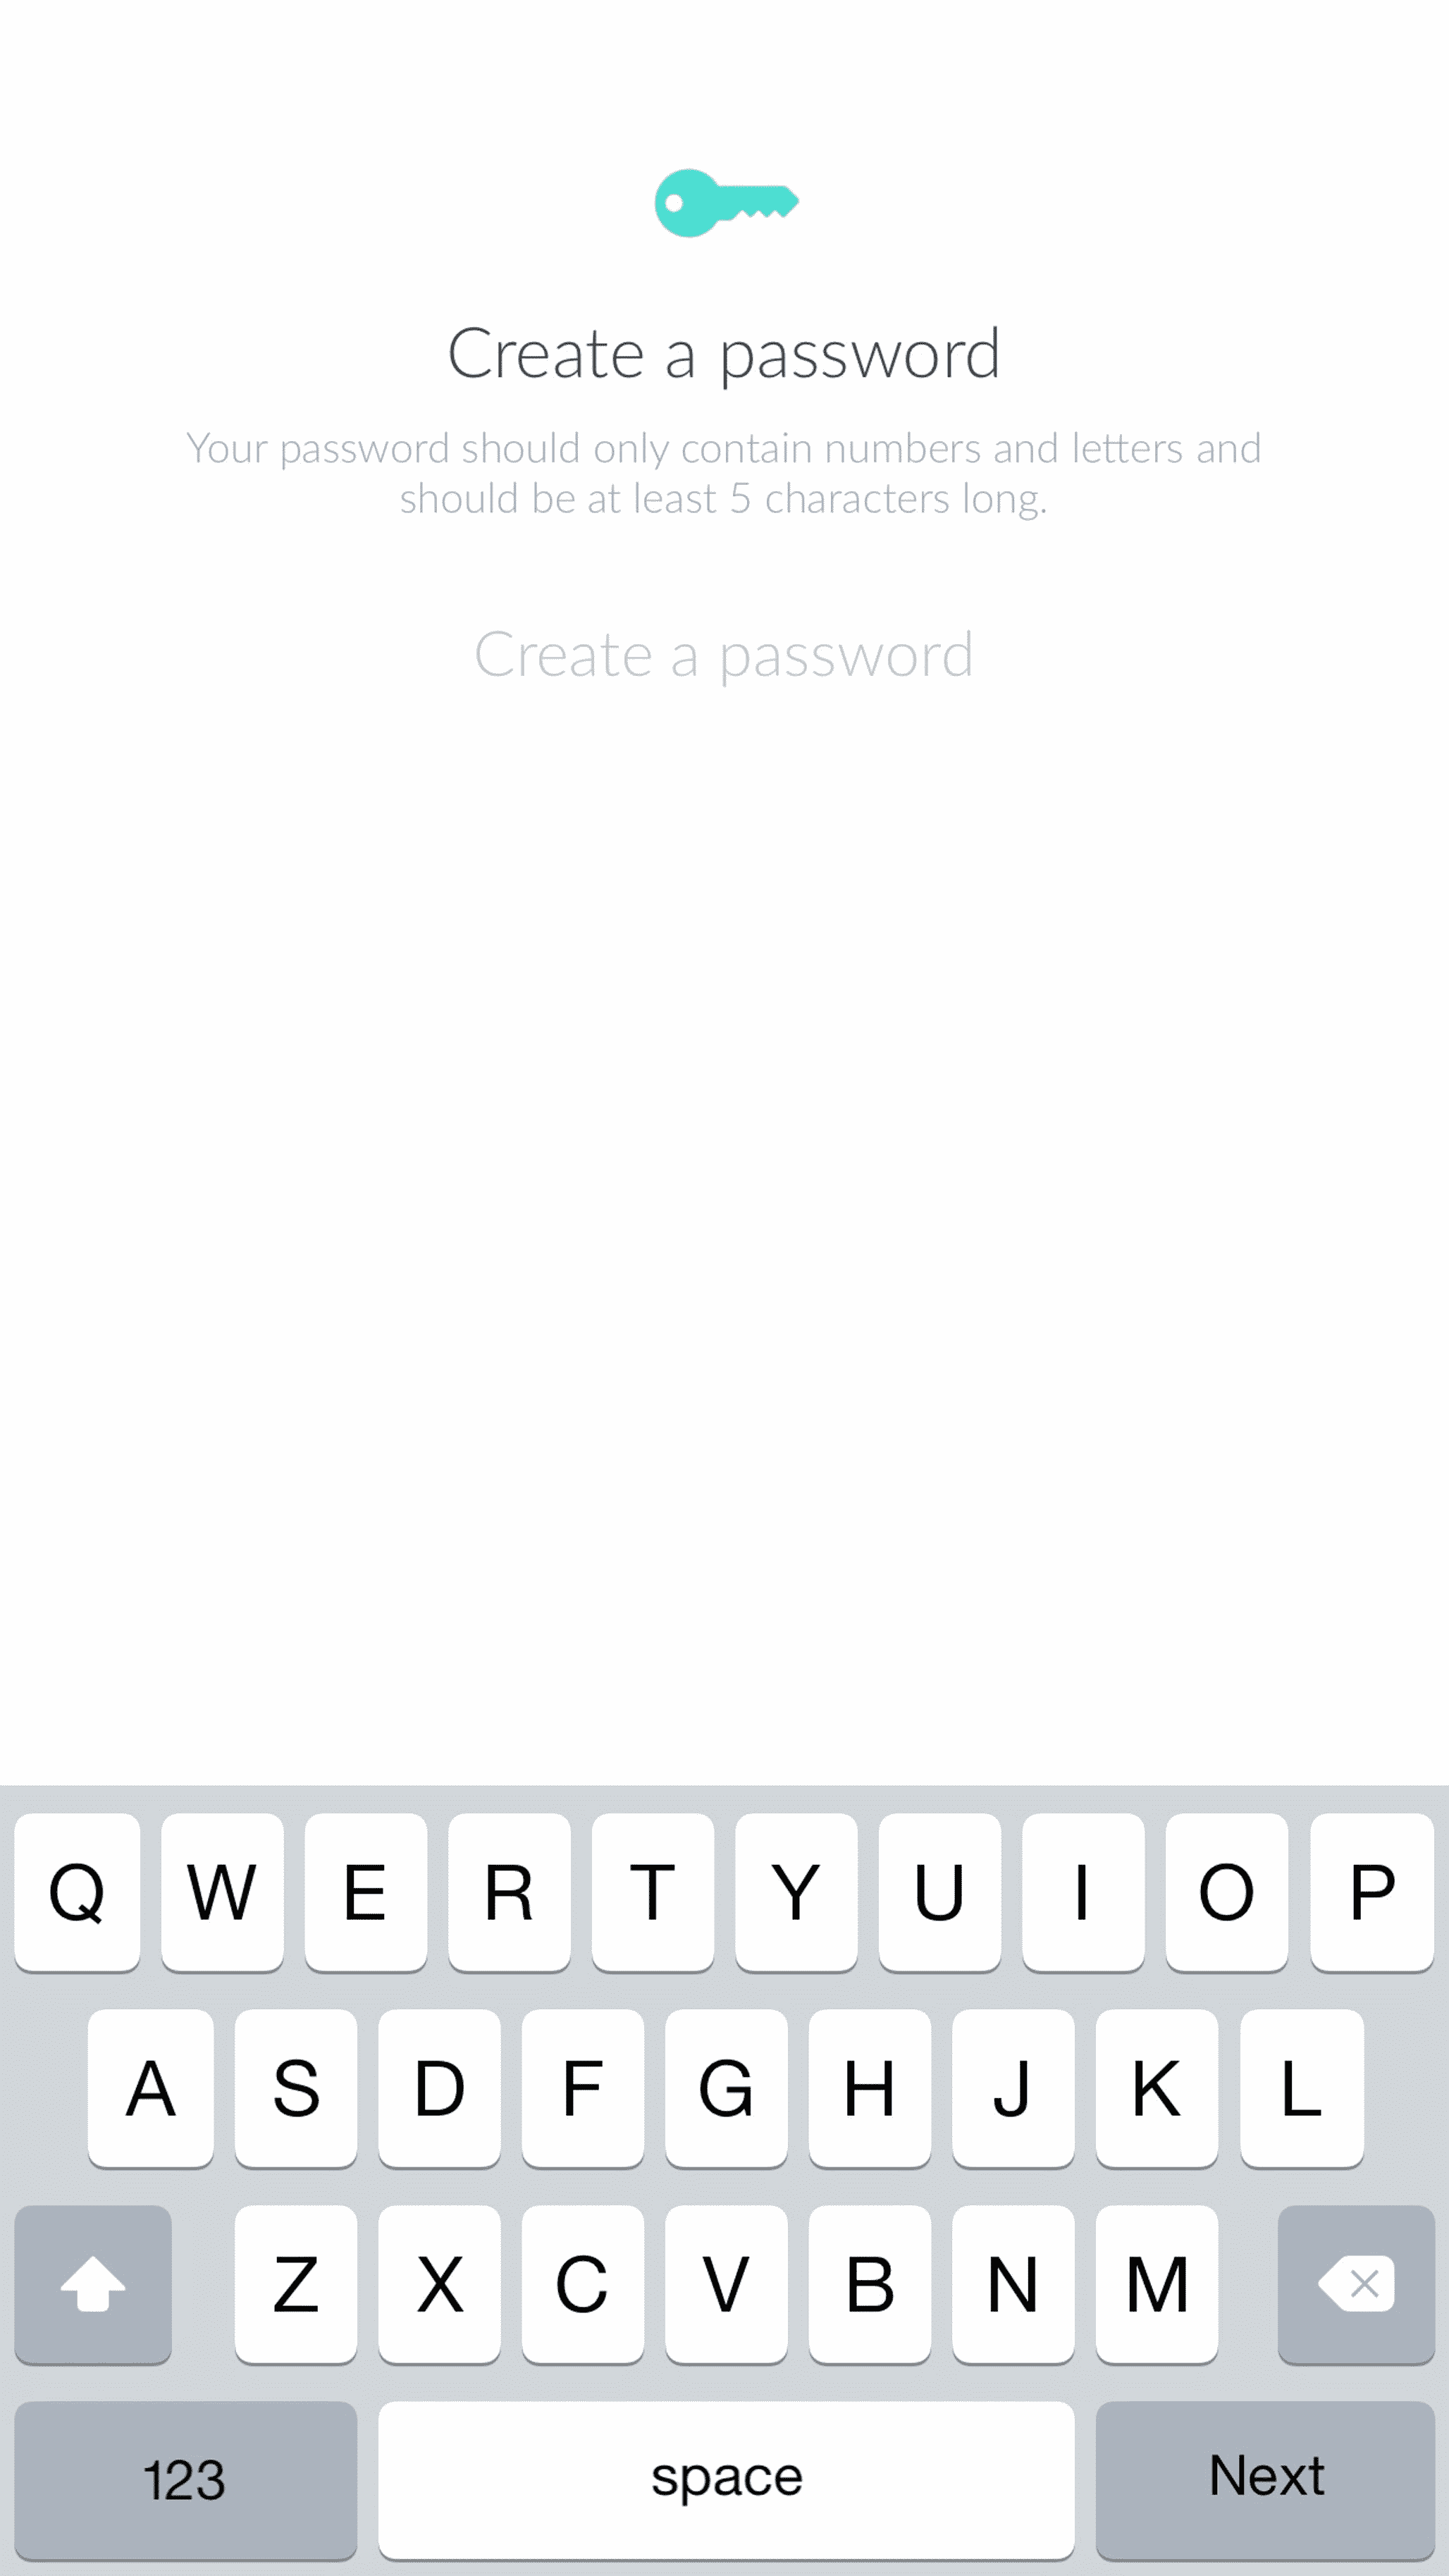 Create a password
Your password should only contain numbers and letters and
should be at least 5 characters long.
Create a password
Q W E R T Y U I O P
A S D F G H J K L
Z X C V B N M
123 space Next